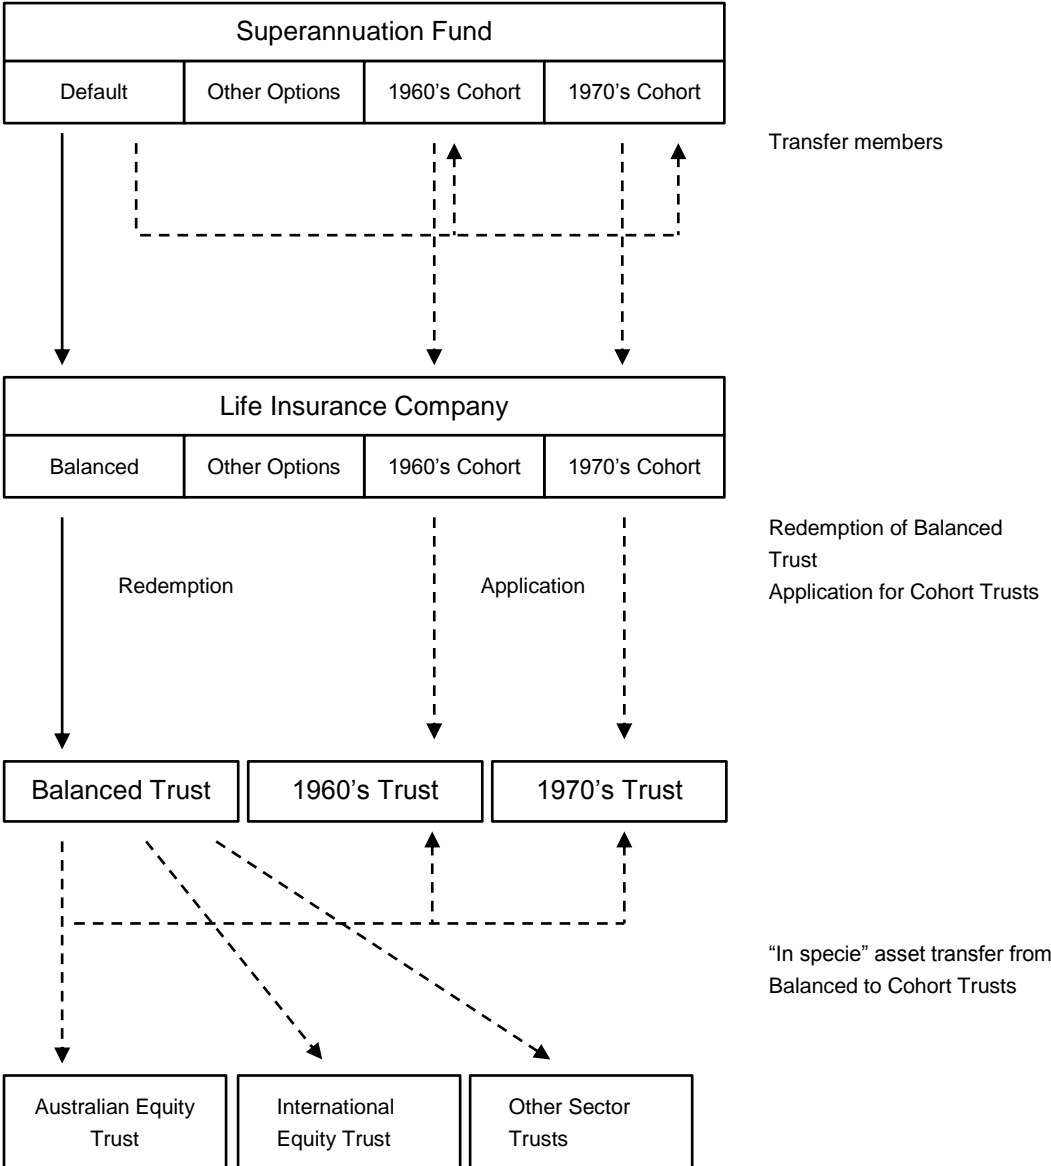 Superannuation Fund
Default
Other Options
1960’s Cohort
1970’s Cohort
Transfer members
Life Insurance Company
Balanced
Other Options
1960’s Cohort
1970’s Cohort
Redemption of Balanced
Trust
Application for Cohort Trusts
Redemption
Application
Balanced Trust
1960’s Trust
1970’s Trust
“In specie” asset transfer from
Balanced to Cohort Trusts
Australian Equity
Trust
International
Equity Trust
Other Sector
Trusts